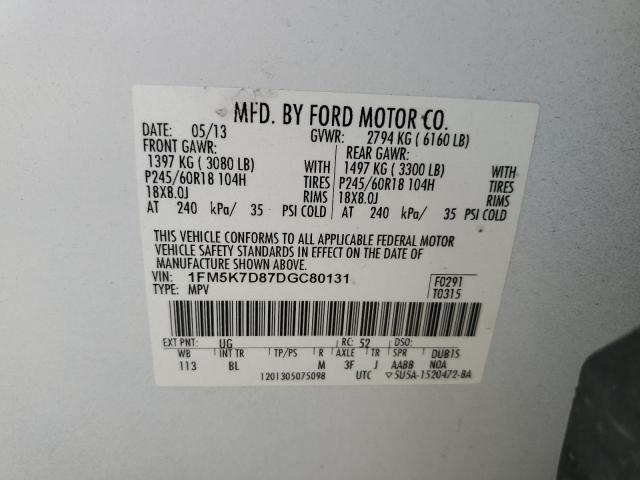 MFD. BY FORD MOTOR CO.
DATE: 05/13 GVWR: 2794 KG ( 6160 LB)
FRONT GAWR: REAR GAWR:
1397 KG ( 3080 LB) WITH 1497 KG ( 3300 LB) WITH
P245/60R18 104H TIRES P245/60R18 104H TIRES
18X8.0J RIMS 18X8.0J RIMS
AT 240 kPa/ 35 PSI COLD AT 240 kPa/ 35 PSI COLD
THIS VEHICLE CONFORMS TO ALL APPLICABLE FEDERAL MOTOR
VEHICLE SAFETY STANDARDS IN EFFECT ON THE DATE OF
MANUFACTURE SHOWN ABOVE.
VIN: 1FM5K7D87DGC80131 F0291
TYPE: MPV T0315
EXT PNT: UG RC: 52 DSO:
WB INT TR TP/PS R AXLE TR SPR DUB15
113 BL M 3F J AABB NOA
1201305075098 UTC ▽5U5A-1520472-BA